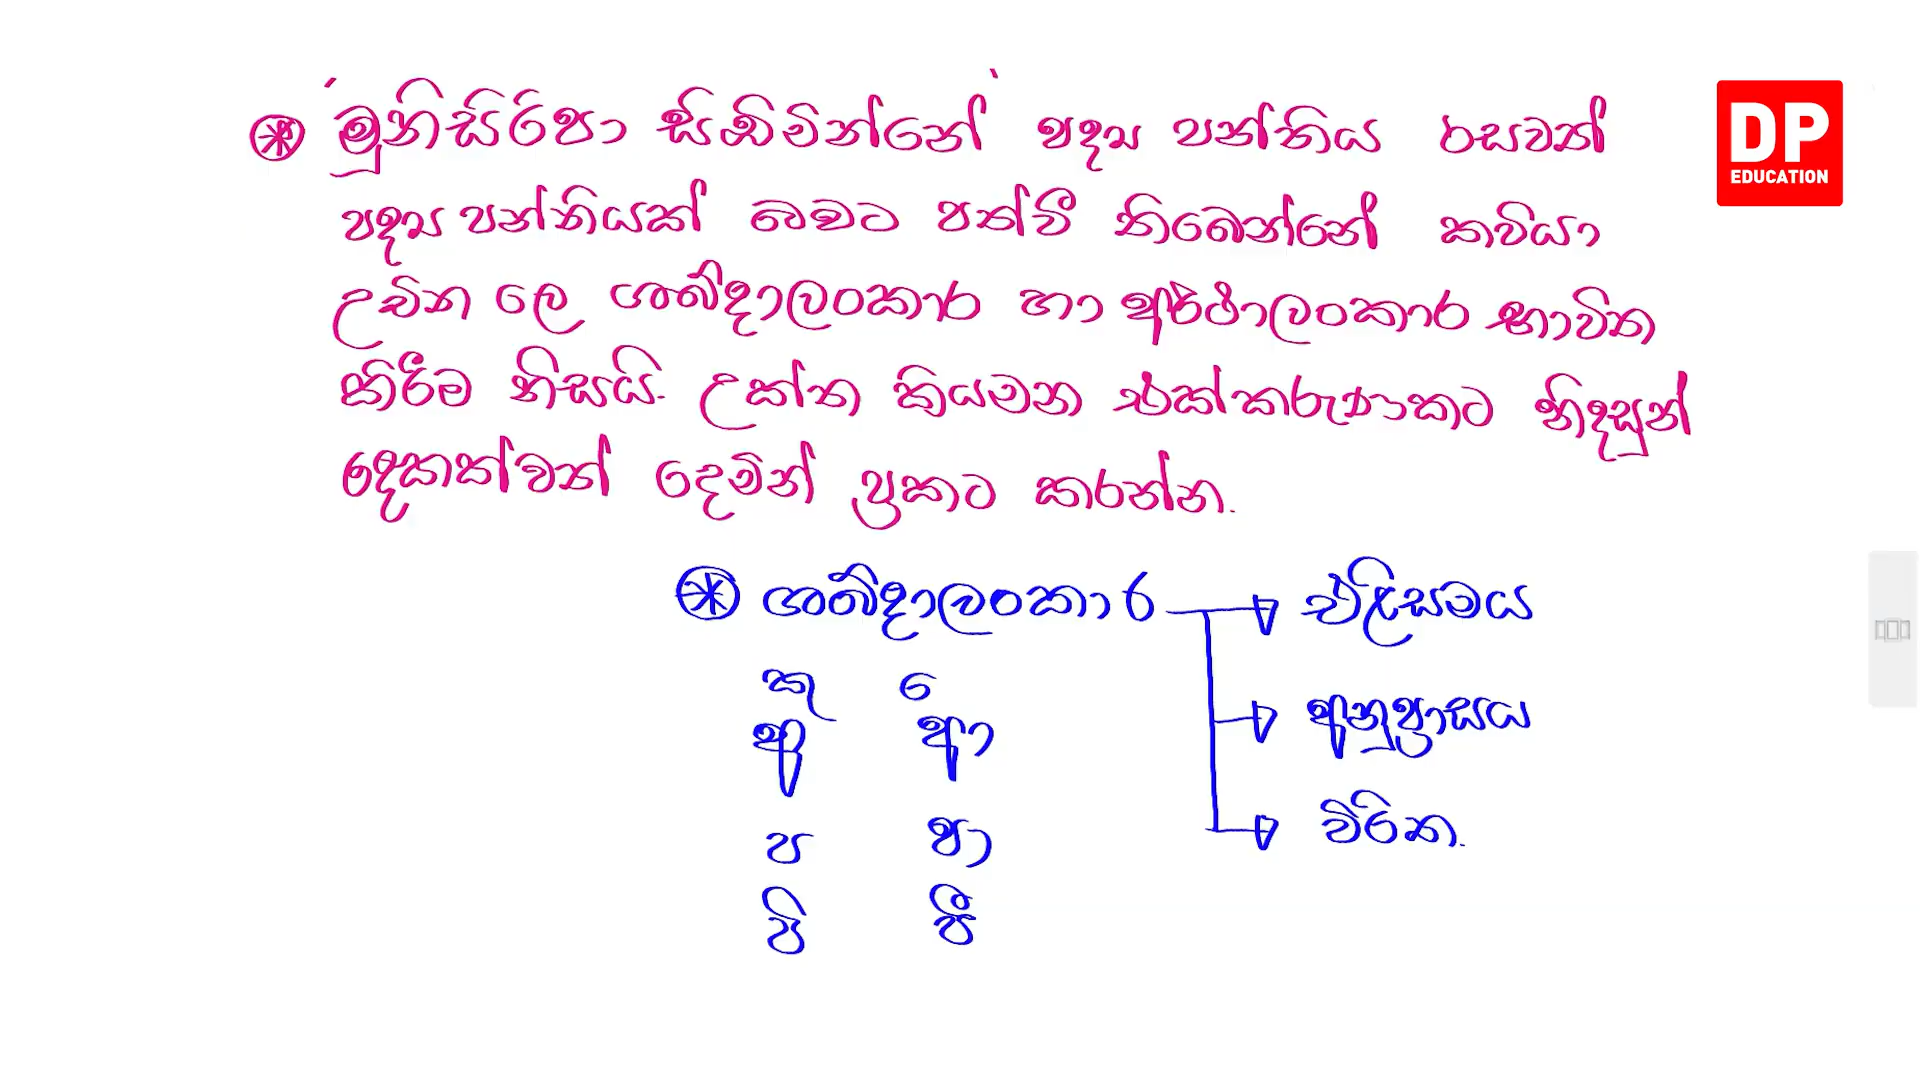 'මුනිසිරිපා සිඹිමින්නේ' පද්‍ය පන්තිය රසවත්
පද්‍ය පන්තියක් බවට පත්වී තිබෙන්නේ කවියා
උචිත ලෙ ශබ්දාලංකාර හා අර්ථාලංකාර භාවිත
කිරීම නිසයි. උක්ත කියමන එක්කරුණකට නිදසුන්
දෙකක්වත් දෙමින් ප්‍රකට කරන්න.
DP
EDUCATION
ශබ්දාලංකාර එළිසමය
කු ෙ
අ ආ අනුප්‍රාසය
ප පා විරිත.
පි පී